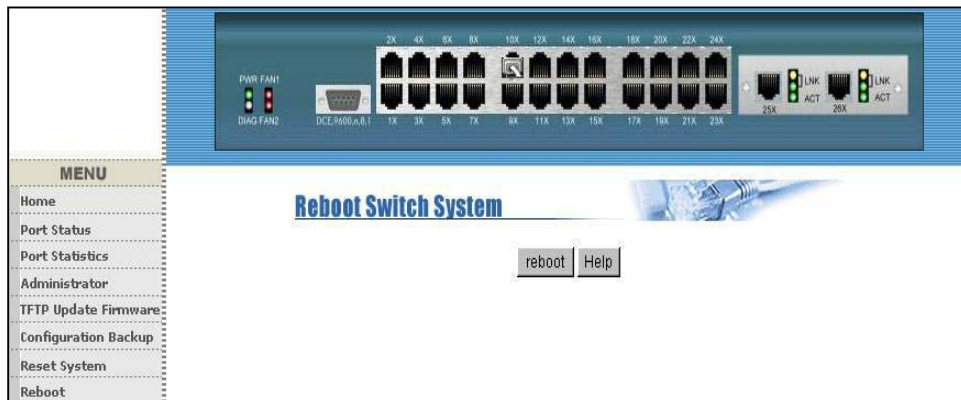 2X 4X 6X 8X 10X 12X 14X 16X 18X 20X 22X 24X
PWR FAN1
DIAG FAN2
DCE,9600,n,8,1
1X 3X 5X 7X 9X 11X 13X 15X 17X 19X 21X 23X
LNK
ACT
25X
LNK
ACT
26X
MENU
Home
Port Status
Port Statistics
Administrator
TFTP Update Firmware
Configuration Backup
Reset System
Reboot
Reboot Switch System
reboot Help